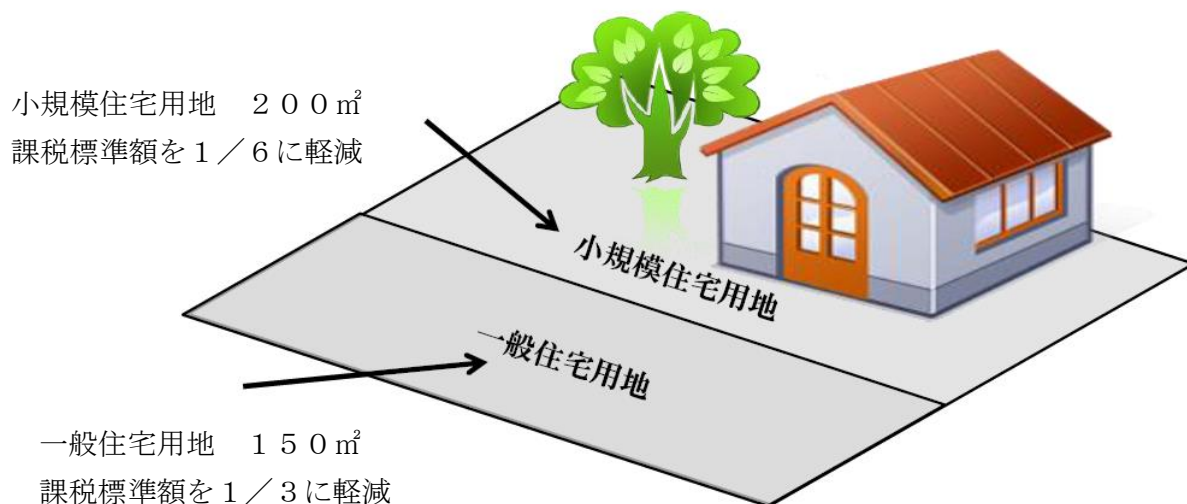 小規模住宅用地　２００㎡
課税標準額を１／６に軽減
小規模住宅用地
一般住宅用地
一般住宅用地　１５０㎡
課税標準額を１／３に軽減